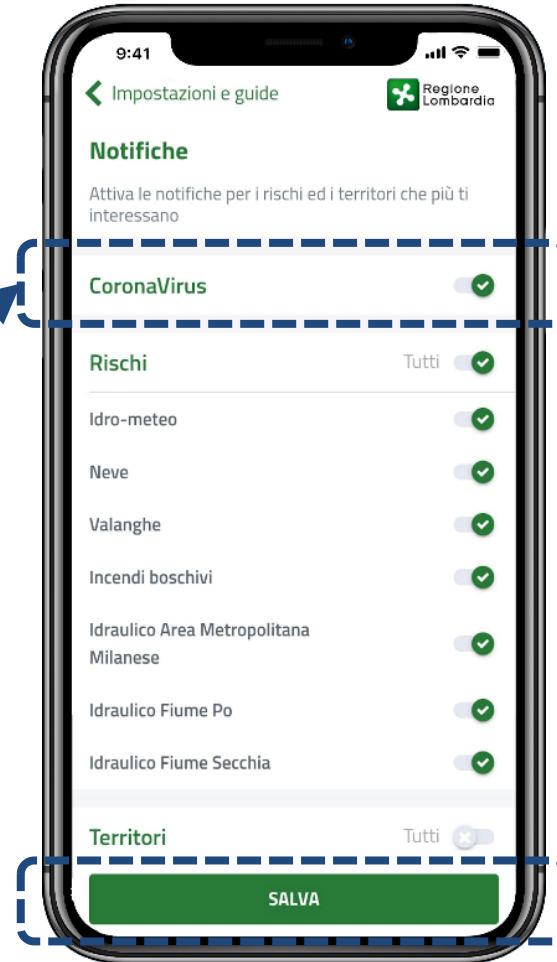 9:41
Impostazioni e guide
Regione
Lombardia
Notifiche
Attiva le notifiche per i rischi ed i territori che più ti
interessano
CoronaVirus
Rischi Tutti
Idro-meteo
Neve
Valanghe
Incendi boschivi
Idraulico Area Metropolitana
Milanese
Idraulico Fiume Po
Idraulico Fiume Secchia
Territori Tutti
SALVA